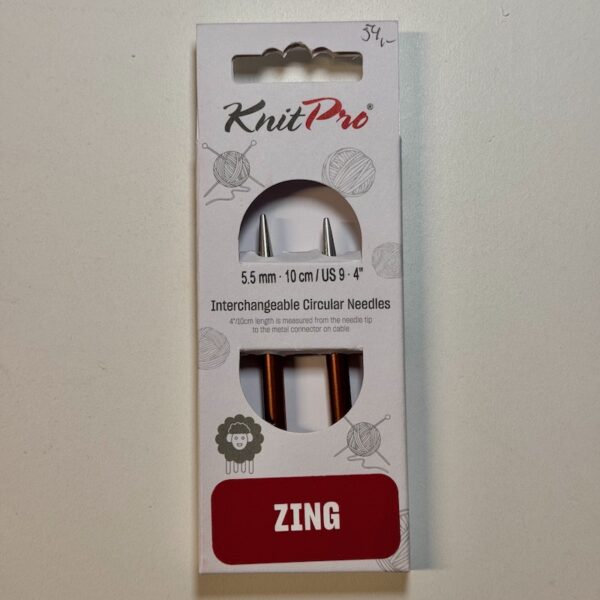 54,-
KnitPro®
5.5 mm · 10 cm / US 9 · 4"
Interchangeable Circular Needles
4"/10cm length is measured from the needle tip
to the metal connector on cable
ZING